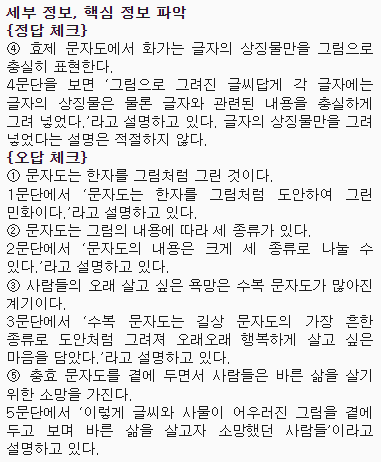 세부 정보, 핵심 정보 파악
{정답 체크}
④ 효제 문자도에서 화가는 글자의 상징물만을 그림으로
충실히 표현한다.
4문단을 보면 ‘그림으로 그려진 글씨답게 각 글자에는
글자의 상징물은 물론 글자와 관련된 내용을 충실하게
그려 넣었다.’라고 설명하고 있다. 글자의 상징물만을 그려
넣었다는 설명은 적절하지 않다.
{오답 체크}
① 문자도는 한자를 그림처럼 그린 것이다.
1문단에서 ‘문자도는 한자를 그림처럼 도안하여 그린
민화이다.’라고 설명하고 있다.
② 문자도는 그림의 내용에 따라 세 종류가 있다.
2문단에서 ‘문자도의 내용은 크게 세 종류로 나눌 수
있다.’라고 설명하고 있다.
③ 사람들의 오래 살고 싶은 욕망은 수복 문자도가 많아진
계기이다.
3문단에서 ‘수복 문자도는 길상 문자도의 가장 흔한
종류로 도안처럼 그려져 오래오래 행복하게 살고 싶은
마음을 담았다.’라고 설명하고 있다.
⑤ 충효 문자도를 곁에 두면서 사람들은 바른 삶을 살기
위한 소망을 가진다.
5문단에서 ‘이렇게 글씨와 사물이 어우러진 그림을 곁에
두고 보며 바른 삶을 살고자 소망했던 사람들’이라고
설명하고 있다.